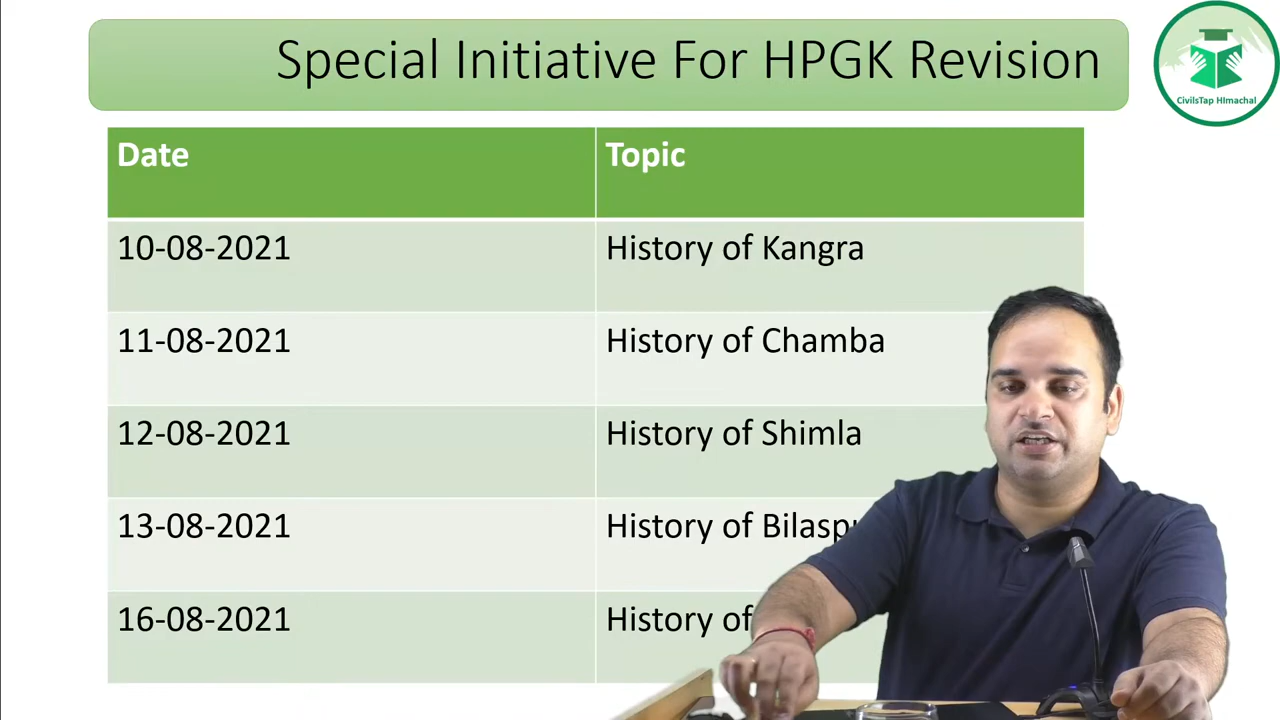 Special Initiative For HPGK Revision
CivilsTap HImachal
Date Topic
10-08-2021 History of Kangra
11-08-2021 History of Chamba
12-08-2021 History of Shimla
13-08-2021 History of
16-08-2021 History of